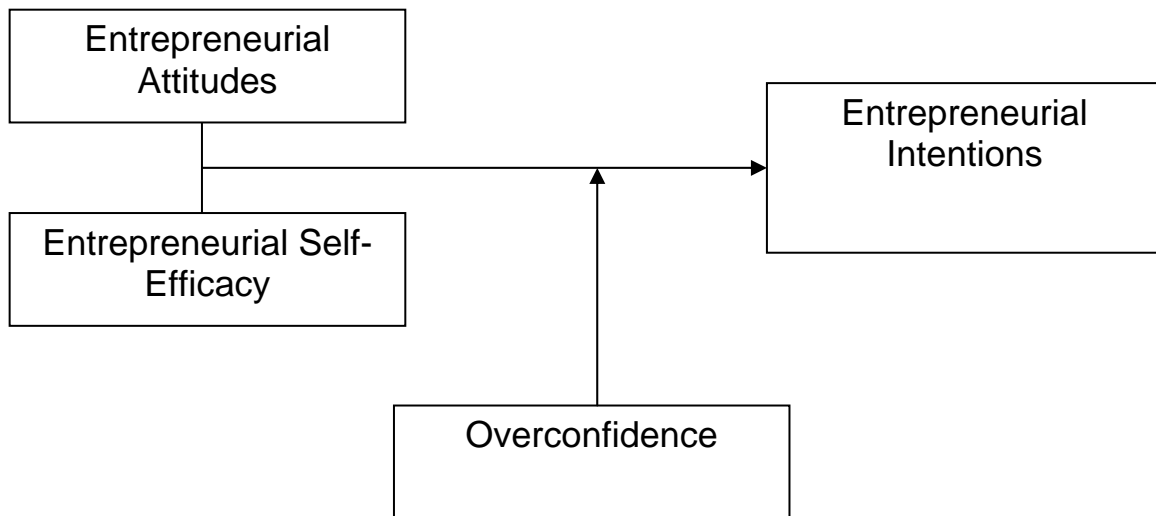 Entrepreneurial
Attitudes
Entrepreneurial
Intentions
Entrepreneurial Self-
Efficacy
Overconfidence